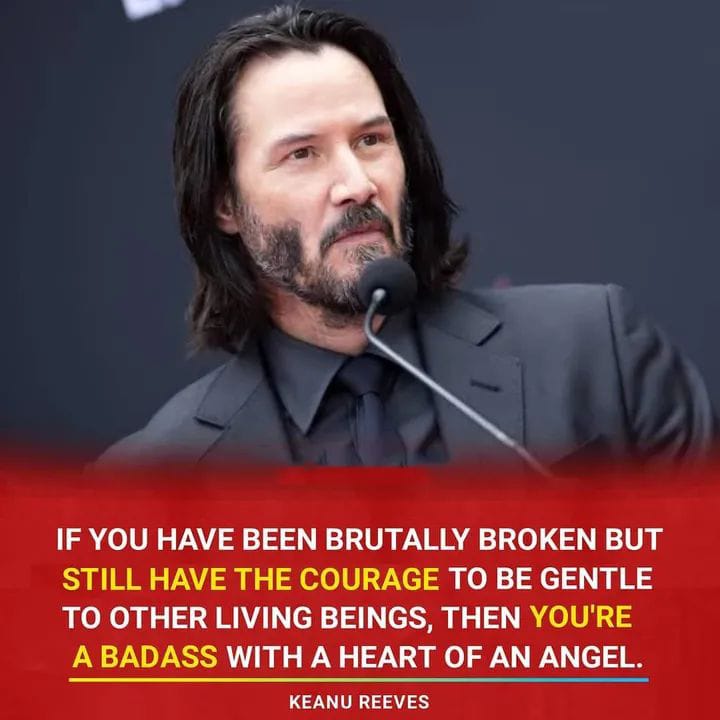 IF YOU HAVE BEEN BRUTALLY BROKEN BUT
STILL HAVE THE COURAGE TO BE GENTLE
TO OTHER LIVING BEINGS, THEN YOU'RE
A BADASS WITH A HEART OF AN ANGEL.
KEANU REEVES